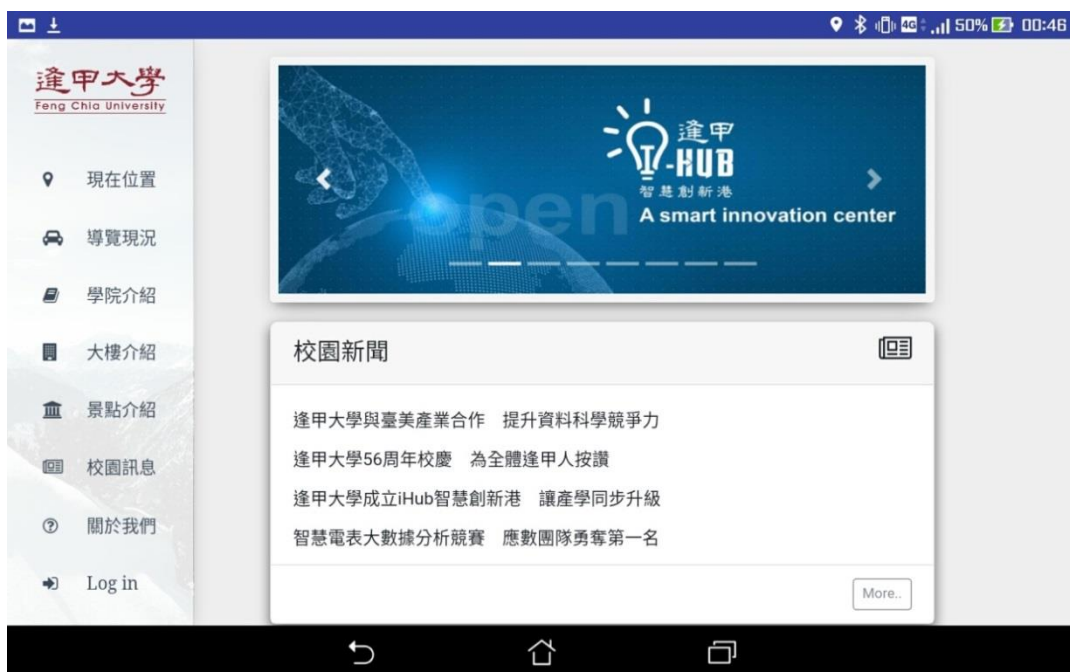 4G 50% 00:46
逢甲大學
Feng Chia University
現在位置
導覽現況
學院介紹
大樓介紹
景點介紹
校園訊息
關於我們
Log in
open
逢甲
I-HUB
智慧創新港
A smart innovation center
校園新聞
逢甲大學與臺美產業合作 提升資料科學競爭力
逢甲大學56周年校慶 為全體逢甲人按讚
逢甲大學成立iHub智慧創新港 讓產學同步升級
智慧電表大數據分析競賽 應數團隊勇奪第一名
More..